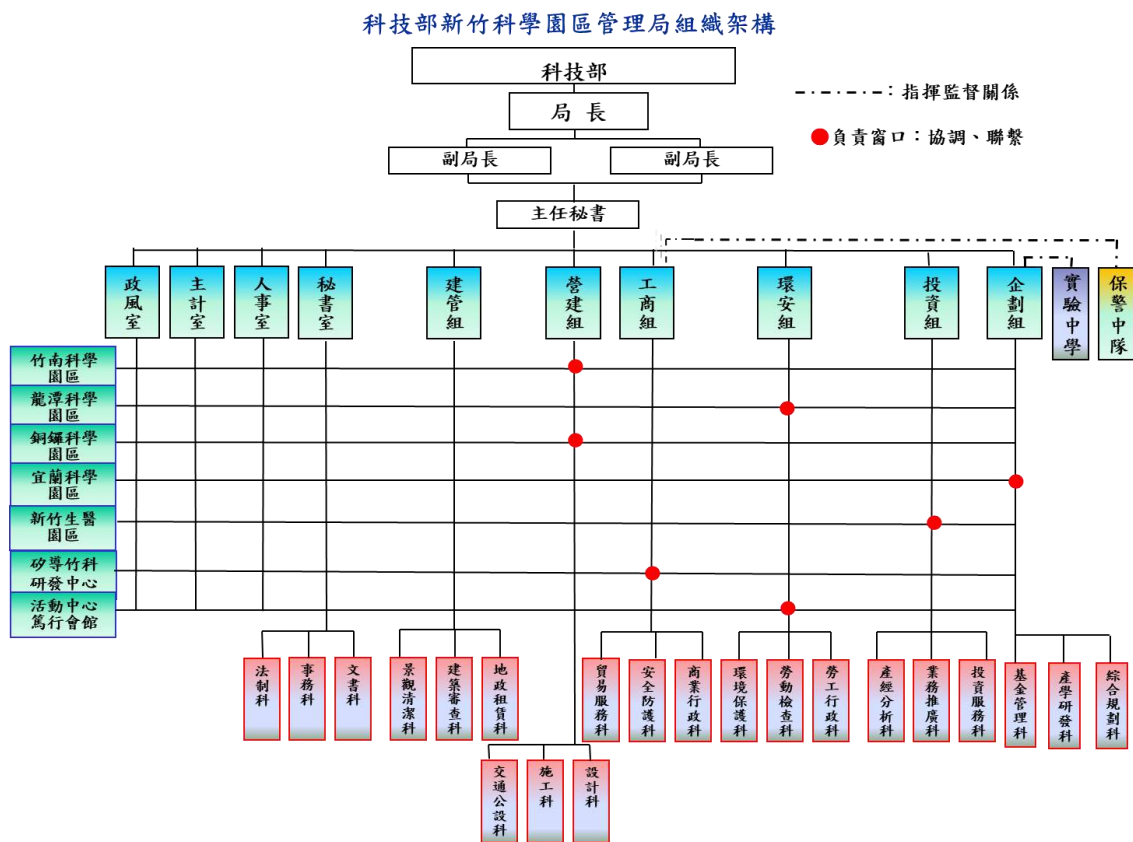 科技部新竹科學園區管理局組織架構
科技部
局 長
副局長
副局長
主任秘書
:指揮監督關係
負責窗口：協調、聯繫
政風室
主計室
人事室
秘書室
建管組
營建組
工商組
環安組
投資組
企劃組
實驗中學
保警中隊
竹南科學
園區
龍潭科學
園區
銅鑼科學
園區
宜蘭科學
園區
新竹生醫
園區
矽導竹科
研發中心
活動中心
篤行會館
法制科
事務科
文書科
景觀清潔科
建築審查科
地政租賃科
貿易服務科
安全防護科
商業行政科
環境保護科
勞動檢查科
勞工行政科
產經分析科
業務推廣科
投資服務科
基金管理科
產學研發科
綜合規劃科
交通公設科
施工科
設計科